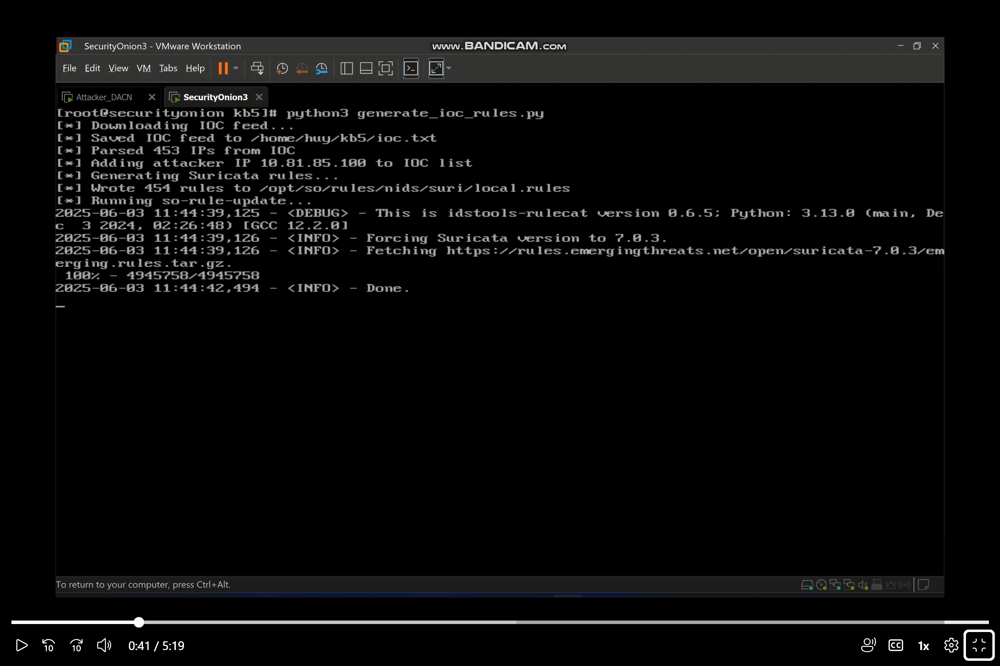 SecurityOnion3 - VMware Workstation
www.BANDICAM.com
File Edit View VM Tabs Help
Attacker_DACN
SecurityOnion3
[root@securityonion kb5]# python3 generate_ioc_rules.py
[*] Downloading IOC feed...
[*] Saved IOC feed to /home/huy/kb5/ioc.txt
[*] Parsed 453 IPs from IOC
[*] Adding attacker IP 10.81.85.100 to IOC list
[*] Generating Suricata rules...
[*] Wrote 454 rules to /opt/so/rules/nids/suri/local.rules
[*] Running so-rule-update...
2025-06-03 11:44:39,125 - <DEBUG> - This is idstools-rulecat version 0.6.5; Python: 3.13.0 (main, De
c  3 2024, 02:26:48) [GCC 12.2.0]
2025-06-03 11:44:39,126 - <INFO> - Forcing Suricata version to 7.0.3.
2025-06-03 11:44:39,126 - <INFO> - Fetching https://rules.emergingthreats.net/open/suricata-7.0.3/em
erging.rules.tar.gz.
100% - 4945758/4945758
2025-06-03 11:44:42,494 - <INFO> - Done.
To return to your computer, press Ctrl+Alt.
10
10
0:41 / 5:19
CC
1x